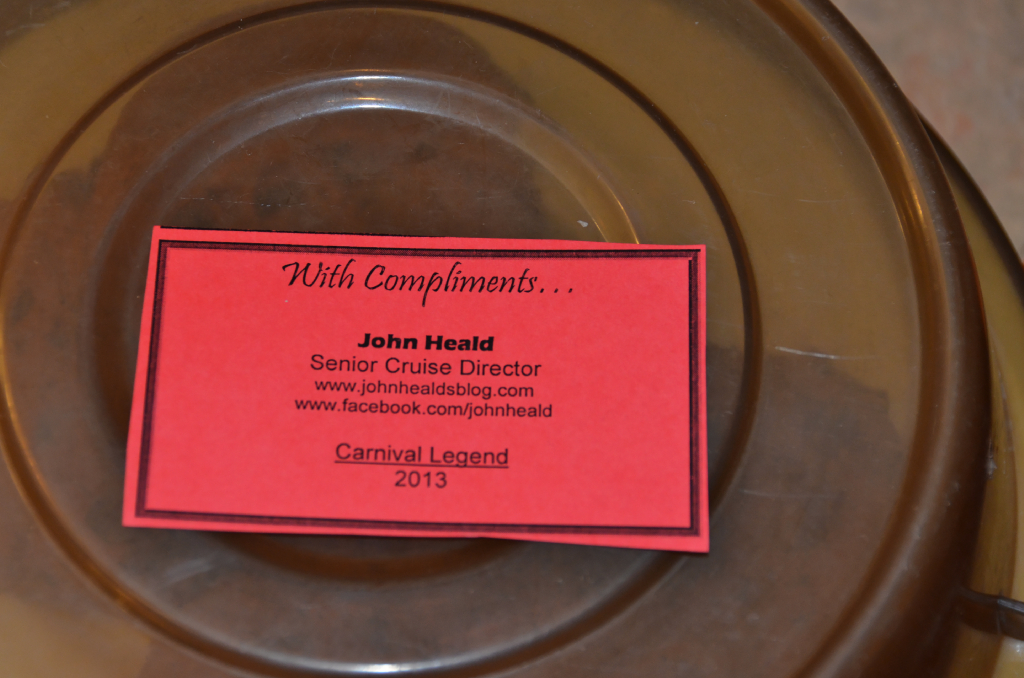 With Compliments...
John Heald
Senior Cruise Director
www.johnhealdsblog.com
www.facebook.com/johnheald
Carnival Legend
2013